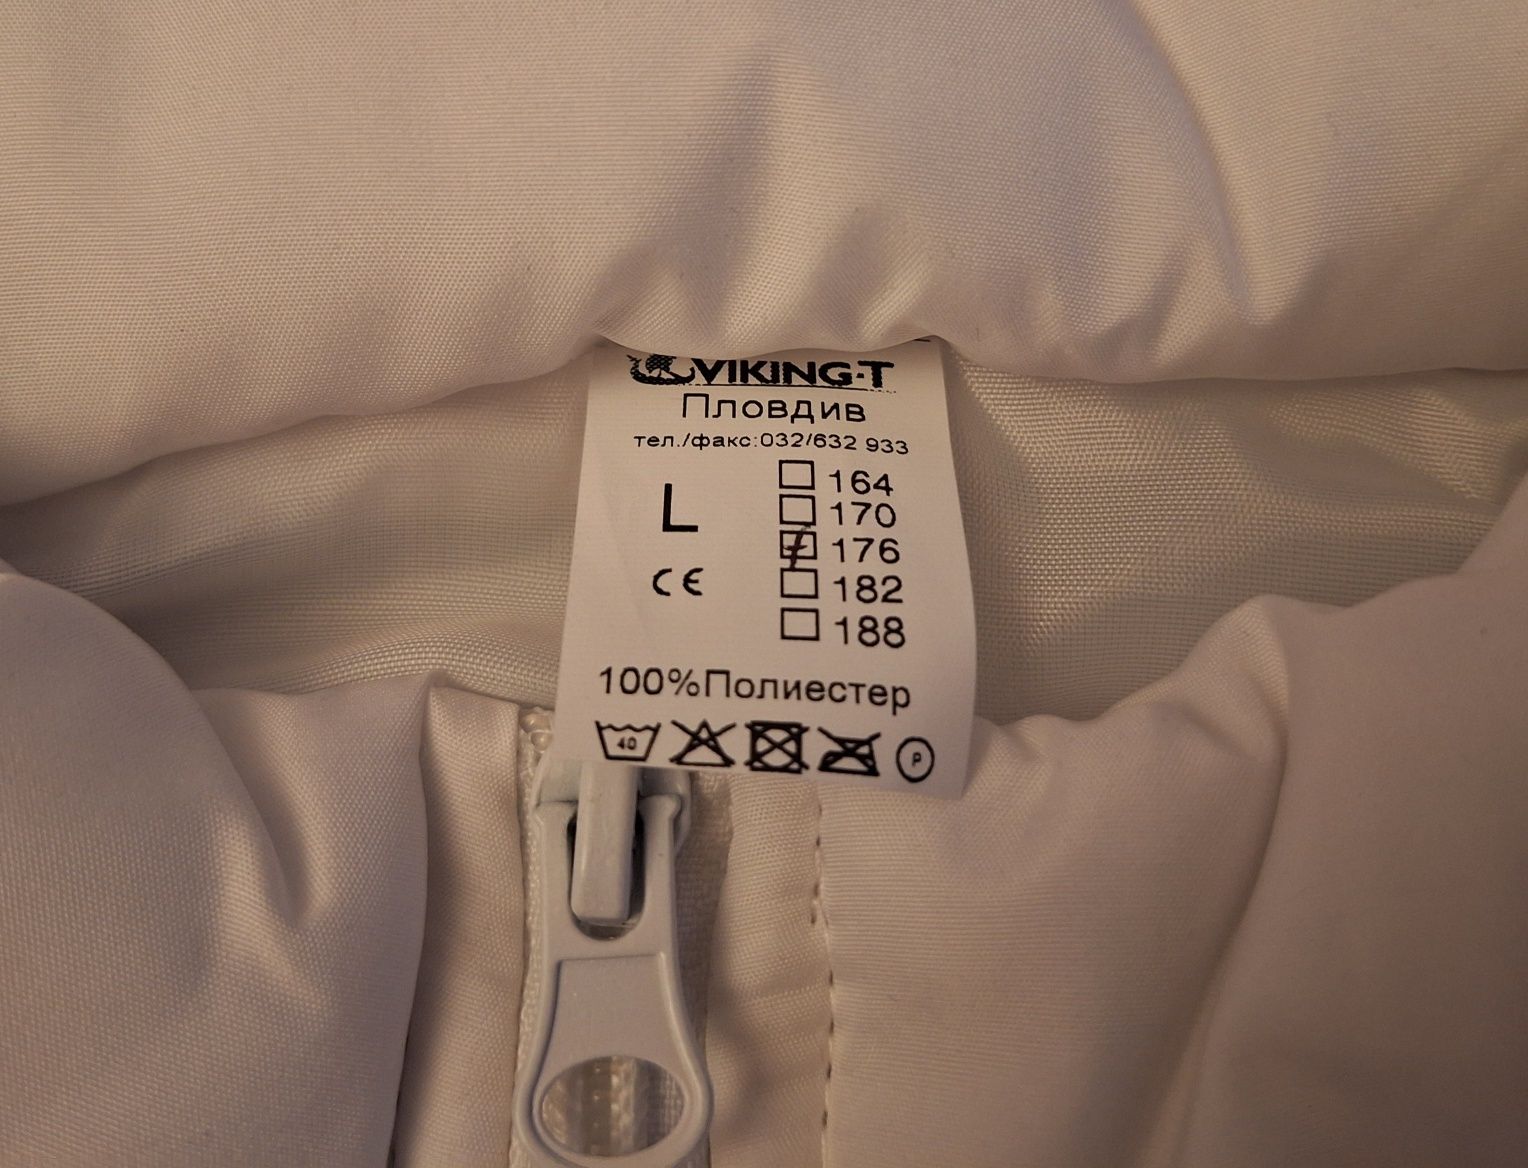 VIKING-T
Пловдив
тел./факс:032/632 933
L
CE
164
170
176
182
188
100%Полиестер
40
P